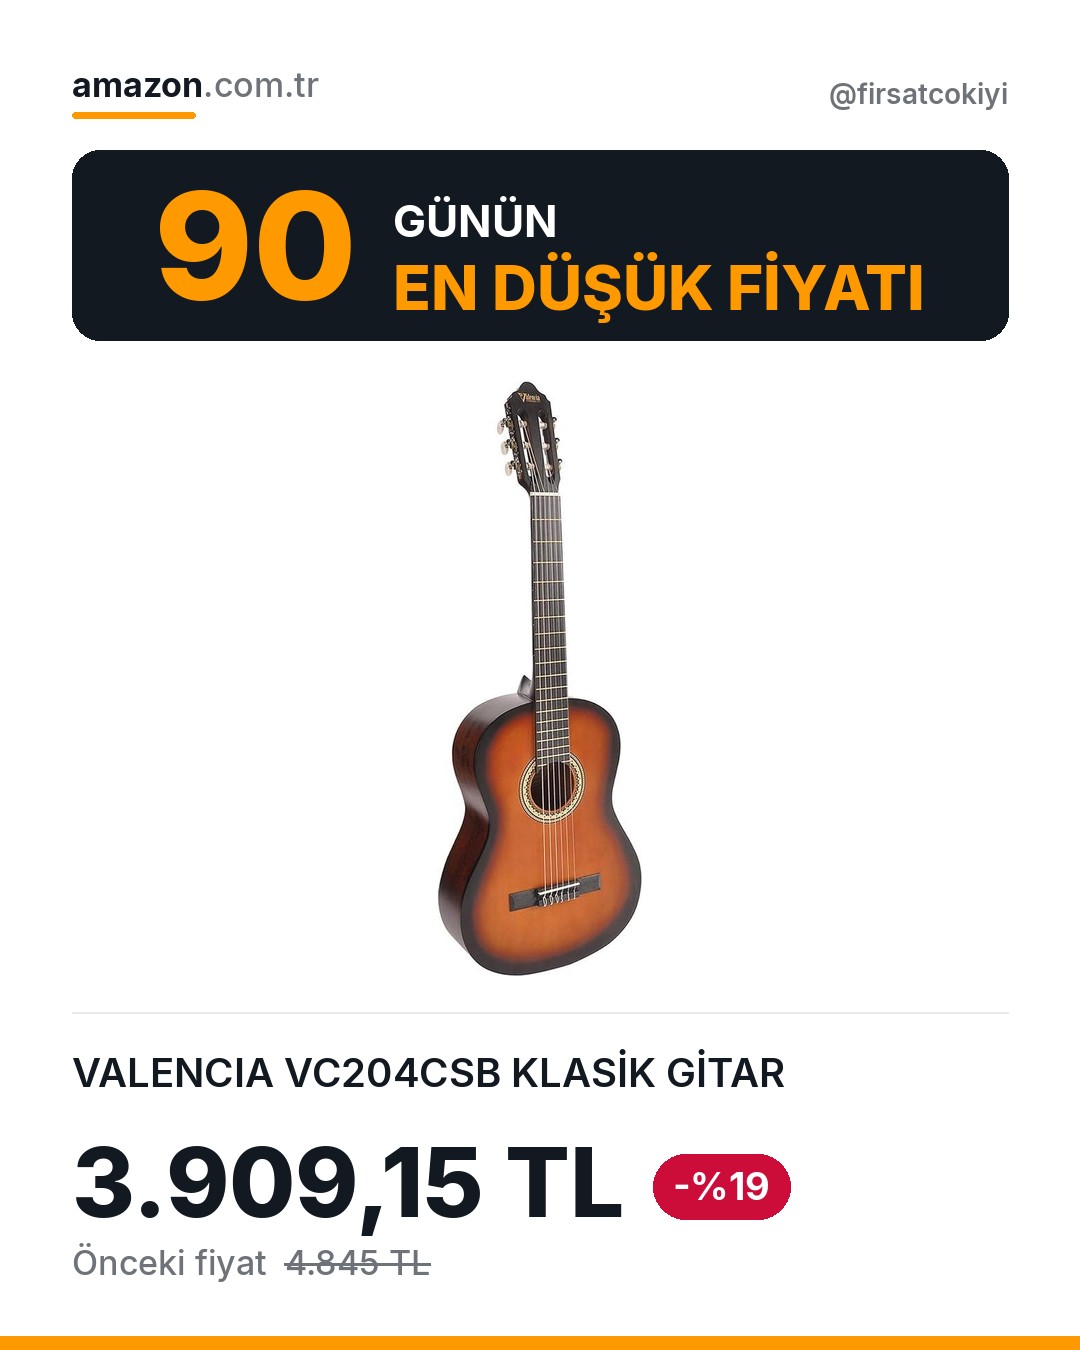 amazon.com.tr
@firsatcokiyi
90
GÜNÜN
EN DÜŞÜK FİYATI
Valencia
VALENCIA VC204CSB KLASİK GİTAR
3.909,15 TL
-%19
Önceki fiyat 4.845 TL